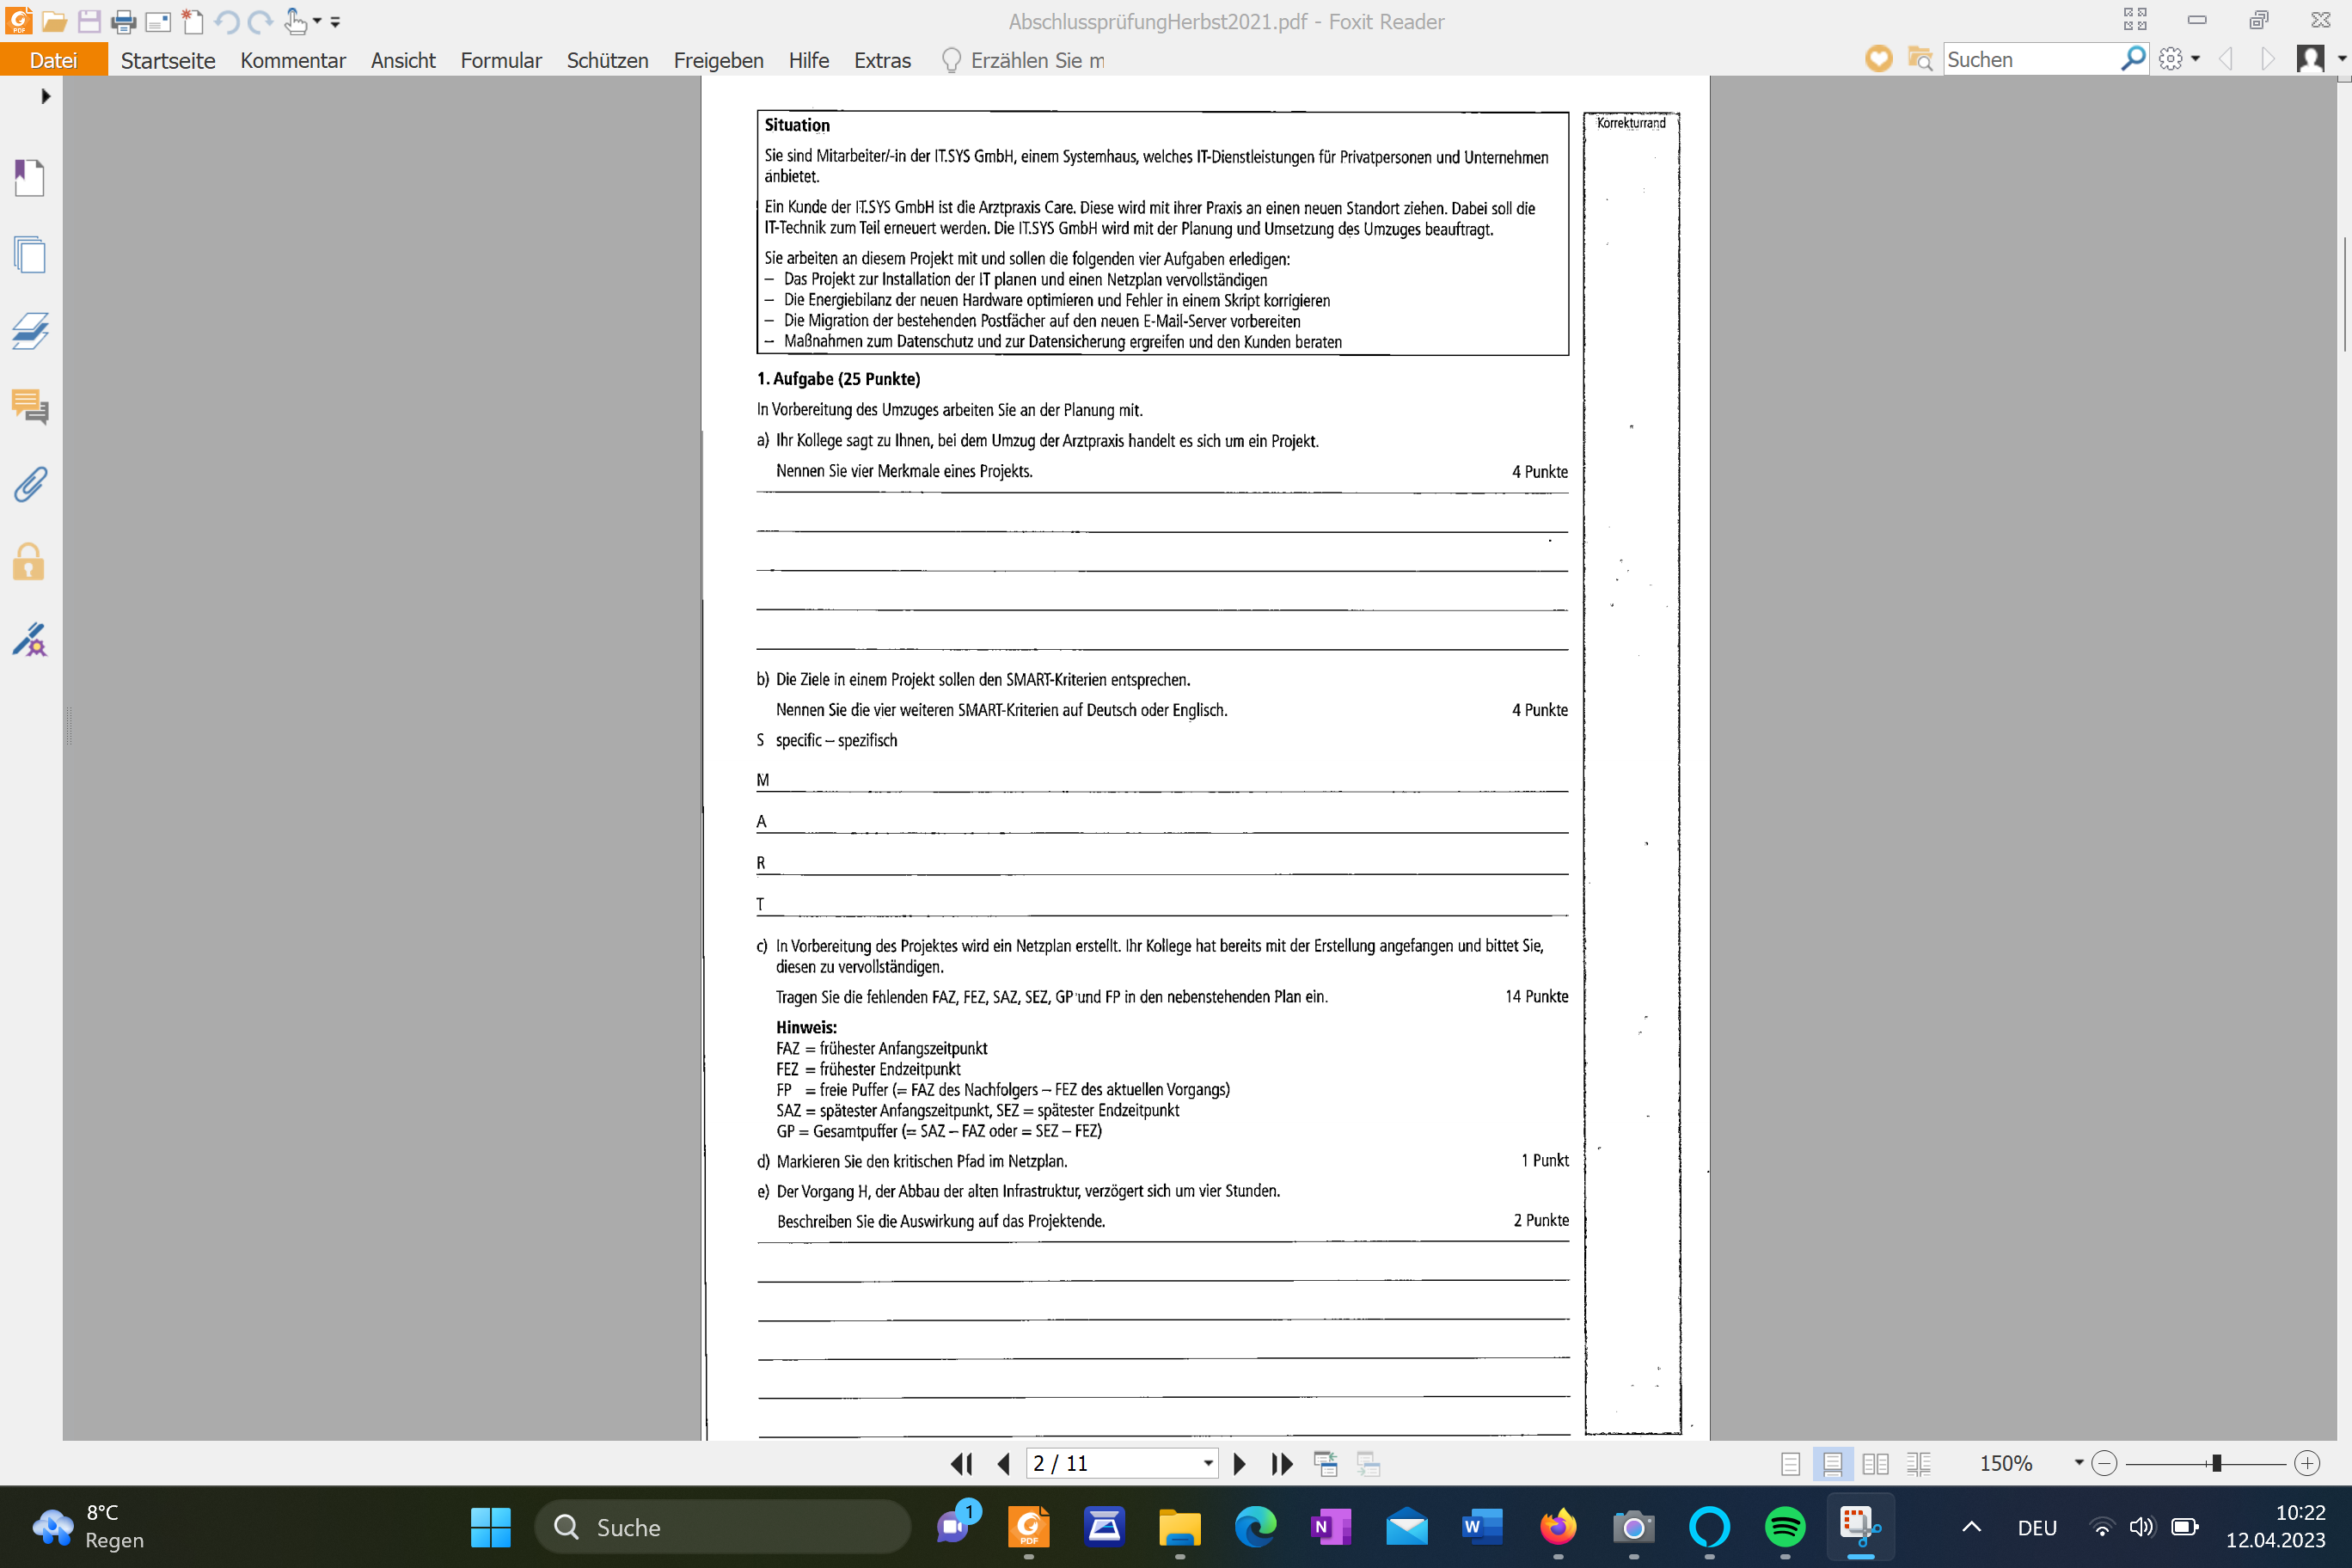 AbschlussprüfungHerbst2021.pdf - Foxit Reader
Datei Startseite Kommentar Ansicht Formular Schützen Freigeben Hilfe Extras Erzählen Sie m Suchen
Situation
Sie sind Mitarbeiter/-in der IT.SYS GmbH, einem Systemhaus, welches IT-Dienstleistungen für Privatpersonen und Unternehmen
anbietet.
Ein Kunde der IT.SYS GmbH ist die Arztpraxis Care. Diese wird mit ihrer Praxis an einen neuen Standort ziehen. Dabei soll die
IT-Technik zum Teil erneuert werden. Die IT.SYS GmbH wird mit der Planung und Umsetzung des Umzuges beauftragt.
Sie arbeiten an diesem Projekt mit und sollen die folgenden vier Aufgaben erledigen:
– Das Projekt zur Installation der IT planen und einen Netzplan vervollständigen
– Die Energiebilanz der neuen Hardware optimieren und Fehler in einem Skript korrigieren
– Die Migration der bestehenden Postfächer auf den neuen E-Mail-Server vorbereiten
– Maßnahmen zum Datenschutz und zur Datensicherung ergreifen und den Kunden beraten
Korrekturrand
1. Aufgabe (25 Punkte)
In Vorbereitung des Umzuges arbeiten Sie an der Planung mit.
a) Ihr Kollege sagt zu Ihnen, bei dem Umzug der Arztpraxis handelt es sich um ein Projekt.
Nennen Sie vier Merkmale eines Projekts. 4 Punkte
b) Die Ziele in einem Projekt sollen den SMART-Kriterien entsprechen.
Nennen Sie die vier weiteren SMART-Kriterien auf Deutsch oder Englisch. 4 Punkte
S specific – spezifisch
M
A
R
T
c) In Vorbereitung des Projektes wird ein Netzplan erstellt. Ihr Kollege hat bereits mit der Erstellung angefangen und bittet Sie,
diesen zu vervollständigen.
Tragen Sie die fehlenden FAZ, FEZ, SAZ, SEZ, GP und FP in den nebenstehenden Plan ein. 14 Punkte
Hinweis:
FAZ = frühester Anfangszeitpunkt
FEZ = frühester Endzeitpunkt
FP = freie Puffer (= FAZ des Nachfolgers – FEZ des aktuellen Vorgangs)
SAZ = spätester Anfangszeitpunkt, SEZ = spätester Endzeitpunkt
GP = Gesamtpuffer (= SAZ – FAZ oder = SEZ – FEZ)
d) Markieren Sie den kritischen Pfad im Netzplan. 1 Punkt
e) Der Vorgang H, der Abbau der alten Infrastruktur, verzögert sich um vier Stunden.
Beschreiben Sie die Auswirkung auf das Projektende. 2 Punkte
2 / 11 150%
8°C
Regen
Suche
1
DEU
10:22
12.04.2023